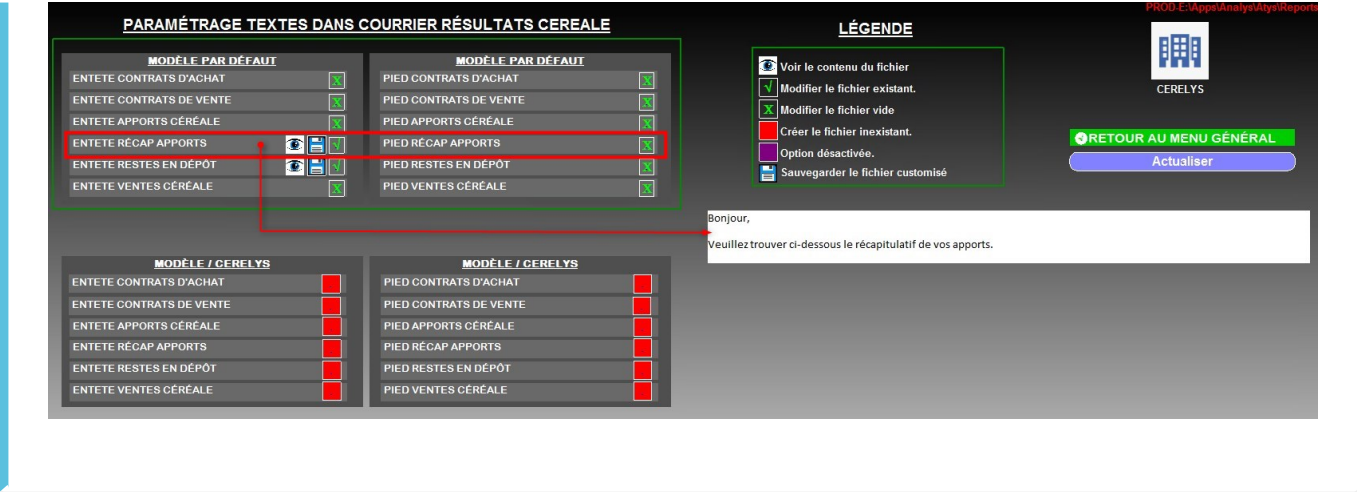 PROD-E:\Apps\Analys\Atys\Reports
PARAMÉTRAGE TEXTES DANS COURRIER RÉSULTATS CEREALE
MODÈLE PAR DÉFAUT
ENTETE CONTRATS D'ACHAT X
ENTETE CONTRATS DE VENTE X
ENTETE APPORTS CÉRÉALE X
ENTETE RÉCAP APPORTS √
ENTETE RESTES EN DÉPÔT √
ENTETE VENTES CÉRÉALE X
MODÈLE PAR DÉFAUT
PIED CONTRATS D'ACHAT X
PIED CONTRATS DE VENTE X
PIED APPORTS CÉRÉALE X
PIED RÉCAP APPORTS X
PIED RESTES EN DÉPÔT X
PIED VENTES CÉRÉALE X
LÉGENDE
Voir le contenu du fichier
√ Modifier le fichier existant.
X Modifier le fichier vide
Créer le fichier inexistant.
Option désactivée.
Sauvegarder le fichier customisé
CERELYS
RETOUR AU MENU GÉNÉRAL
Actualiser
Bonjour,
Veuillez trouver ci-dessous le récapitulatif de vos apports.
MODÈLE / CERELYS
ENTETE CONTRATS D'ACHAT
ENTETE CONTRATS DE VENTE
ENTETE APPORTS CÉRÉALE
ENTETE RÉCAP APPORTS
ENTETE RESTES EN DÉPÔT
ENTETE VENTES CÉRÉALE
MODÈLE / CERELYS
PIED CONTRATS D'ACHAT
PIED CONTRATS DE VENTE
PIED APPORTS CÉRÉALE
PIED RÉCAP APPORTS
PIED RESTES EN DÉPÔT
PIED VENTES CÉRÉALE